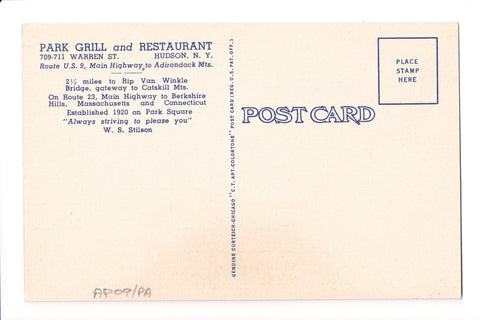 PARK GRILL and RESTAURANT
709-711 WARREN ST. HUDSON, N. Y.
Route U.S. 9, Main Highway to Adirondack Mts.
2½ miles to Rip Van Winkle
Bridge, gateway to Catskill Mts.
On Route 23, Main Highway to Berkshire
Hills, Massachusetts and Connecticut
Established 1920 on Park Square
"Always striving to please you"
W. S. Stilson
AP09/PA
GENUINE CURTEICH-CHICAGO "C.T. ART-COLORTONE" POST CARD (REG. U.S. PAT. OFF.)
POST CARD
PLACE
STAMP
HERE